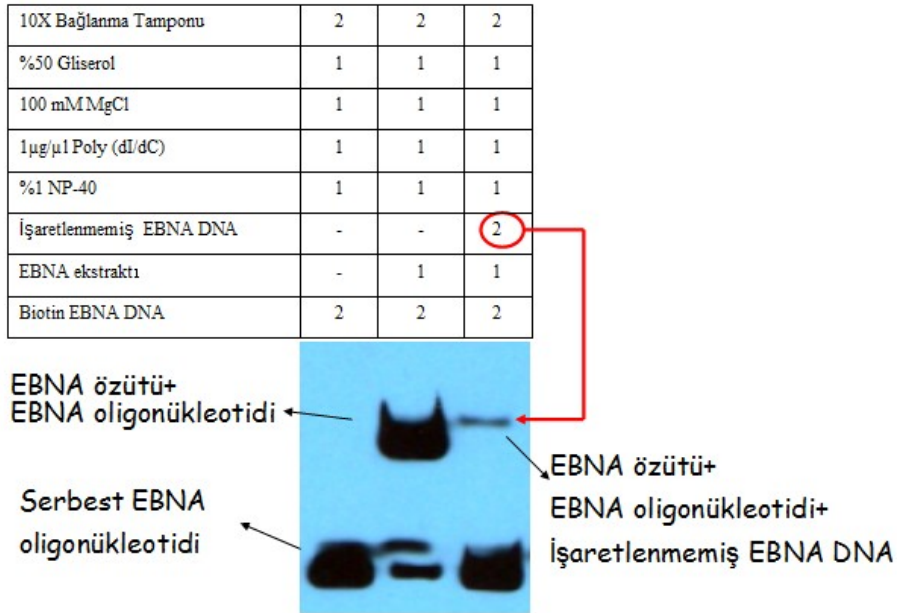 10X Bağlanma Tamponu 2 2 2
%50 Gliserol 1 1 1
100 mM MgCl 1 1 1
1µg/µl Poly (dI/dC) 1 1 1
%1 NP-40 1 1 1
İşaretlenmemiş EBNA DNA - - 2
EBNA ekstraktı - 1 1
Biotin EBNA DNA 2 2 2
EBNA özütü+
EBNA oligonükleotidi
Serbest EBNA
oligonükleotidi
EBNA özütü+
EBNA oligonükleotidi+
İşaretlenmemiş EBNA DNA